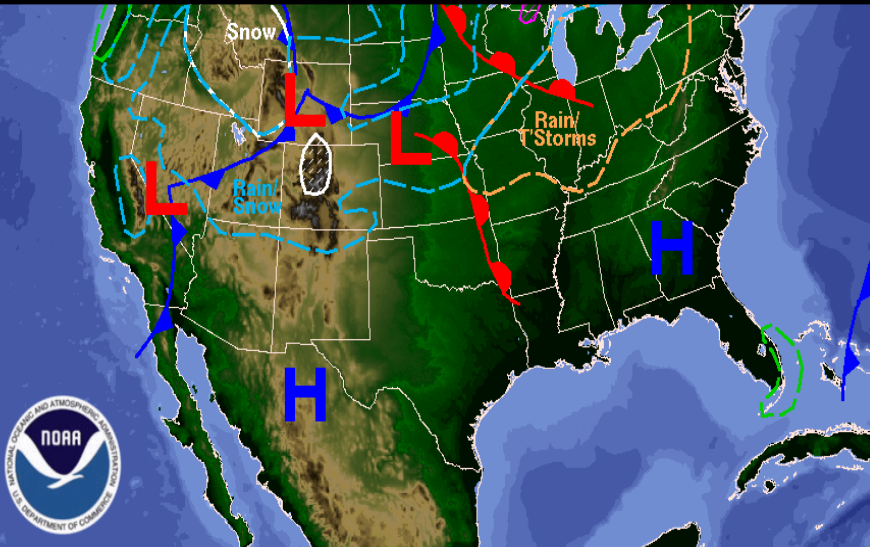 Snow
L
L
Rain/
T'Storms
L
Rain/
Snow
H
H
NOAA
NATIONAL OCEANIC AND ATMOSPHERIC ADMINISTRATION
U.S. DEPARTMENT OF COMMERCE